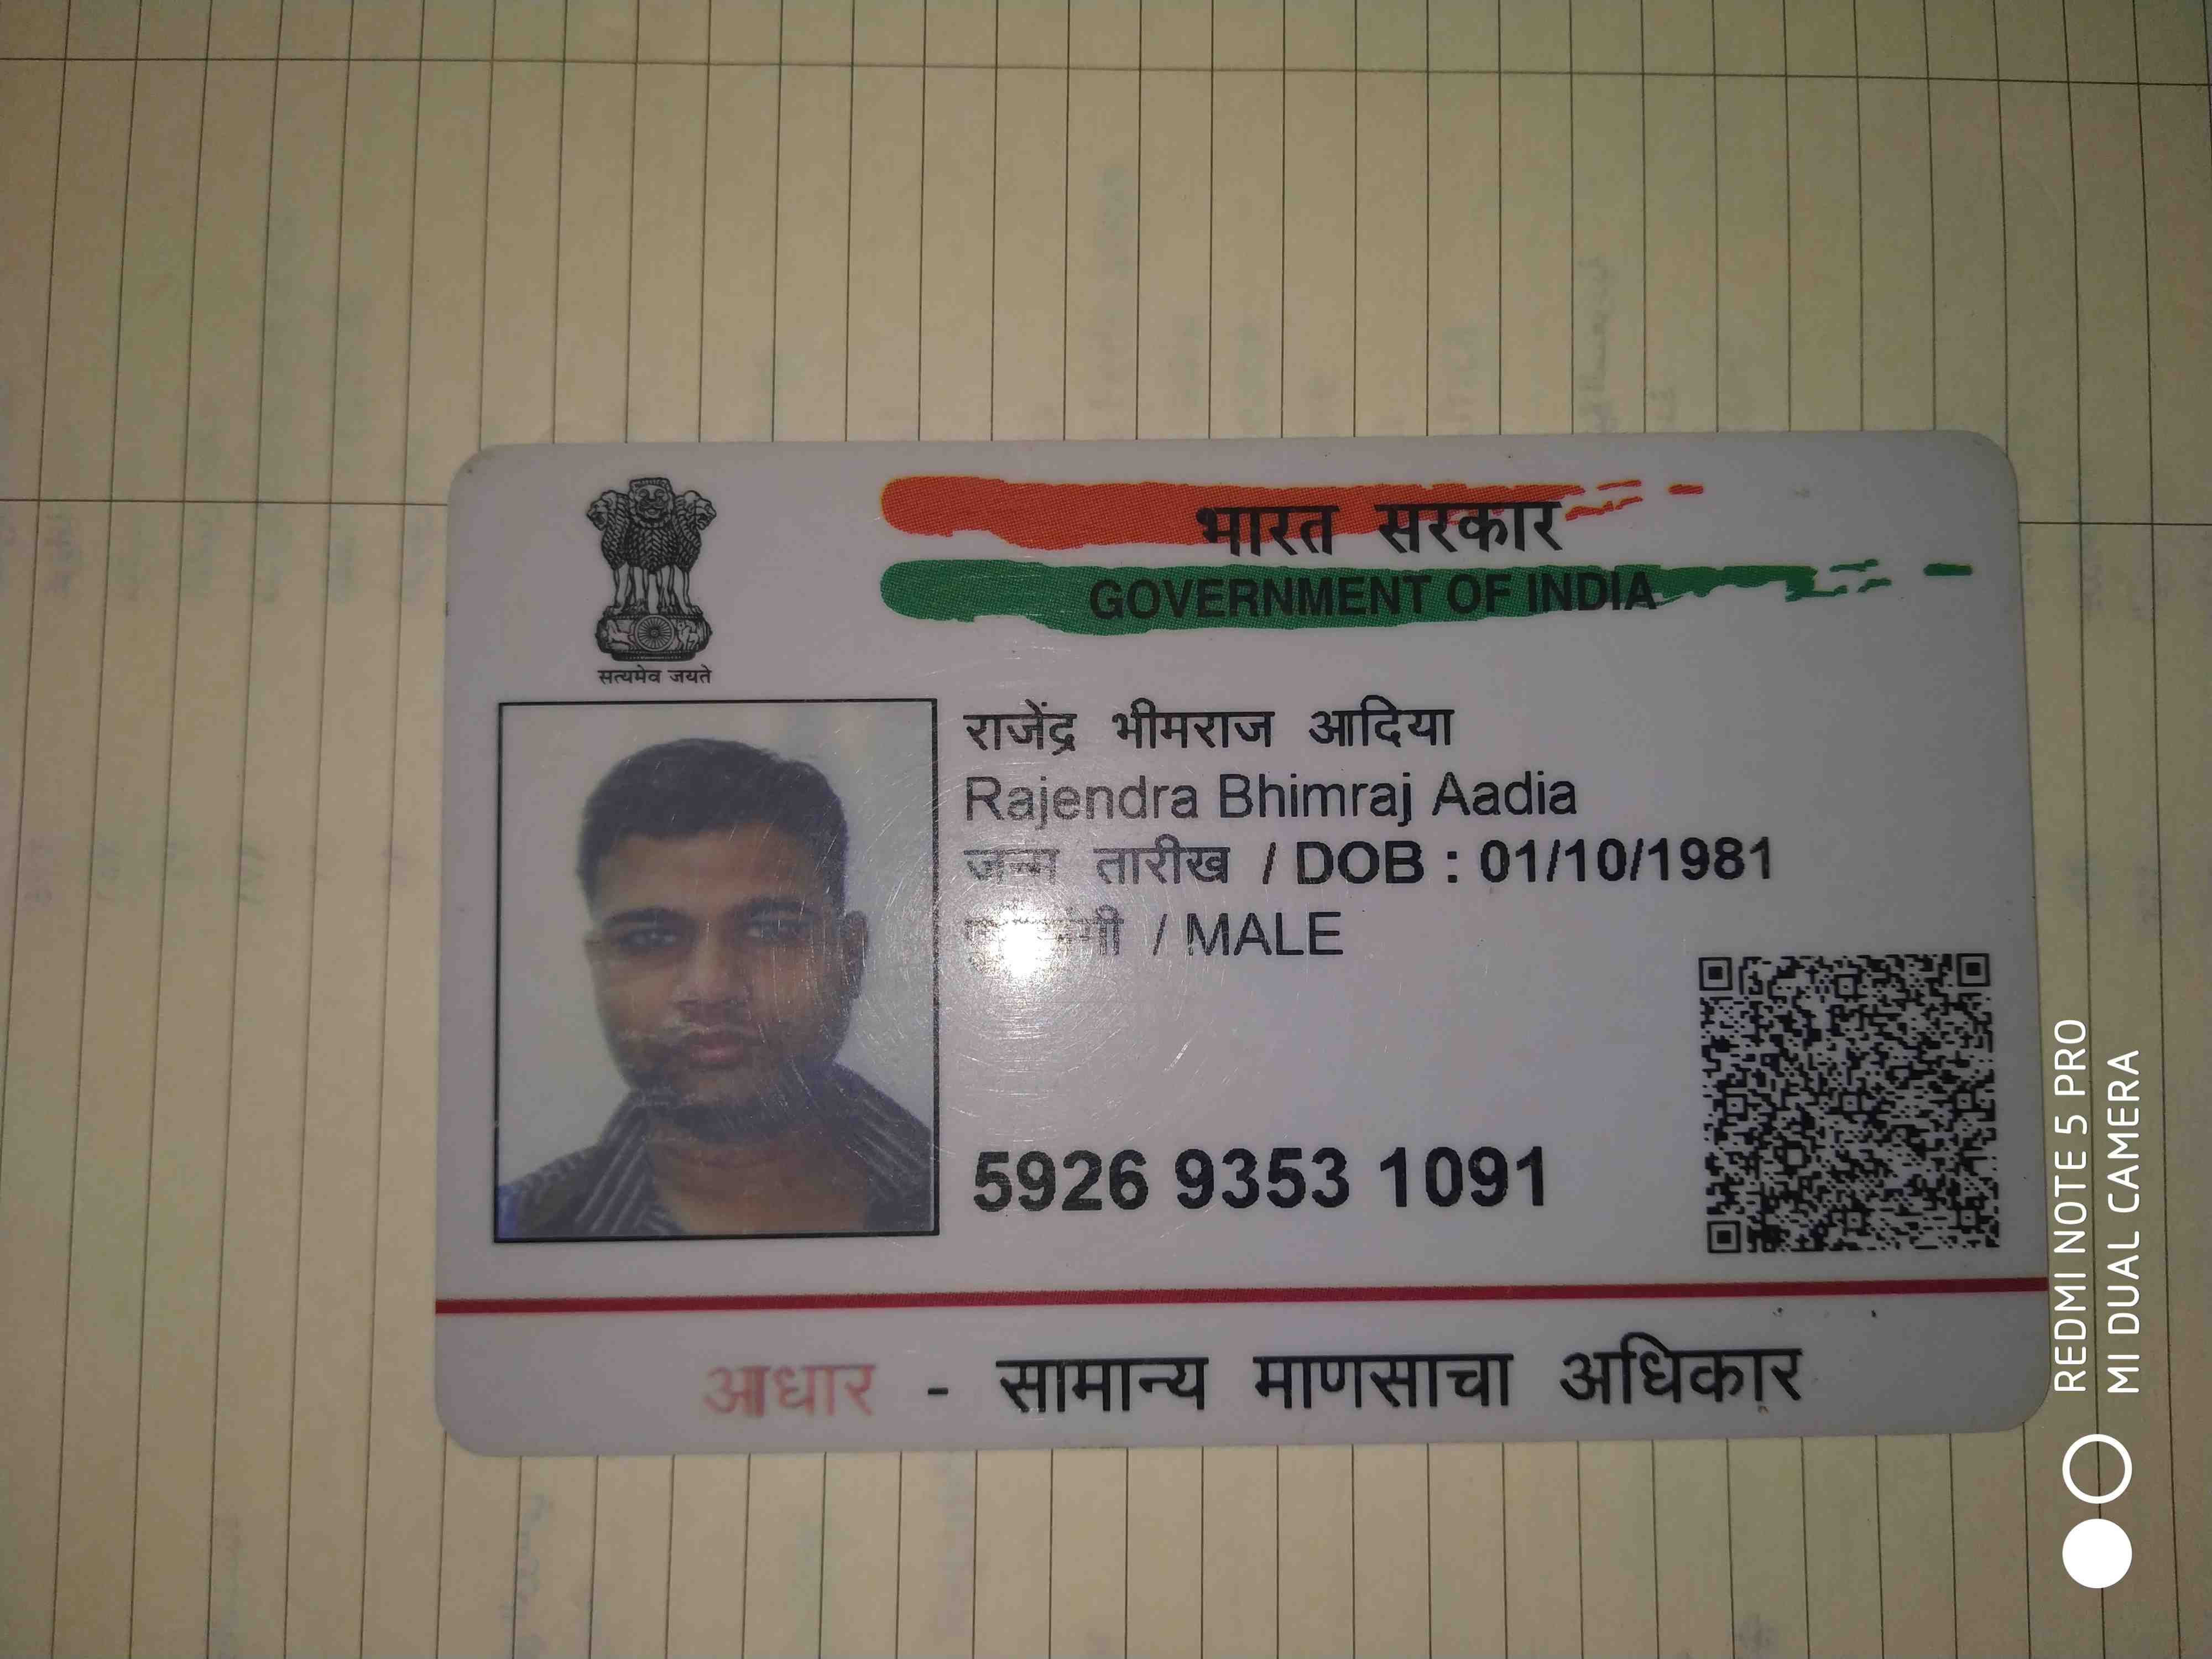 भारत सरकार
GOVERNMENT OF INDIA
सत्यमेव जयते
राजेंद्र भीमराज आदिया
Rajendra Bhimraj Aadia
जन्म तारीख / DOB : 01/10/1981
/ MALE
5926 9353 1091
आधार - सामान्य माणसाचा अधिकार
REDMI NOTE 5 PRO
MI DUAL CAMERA